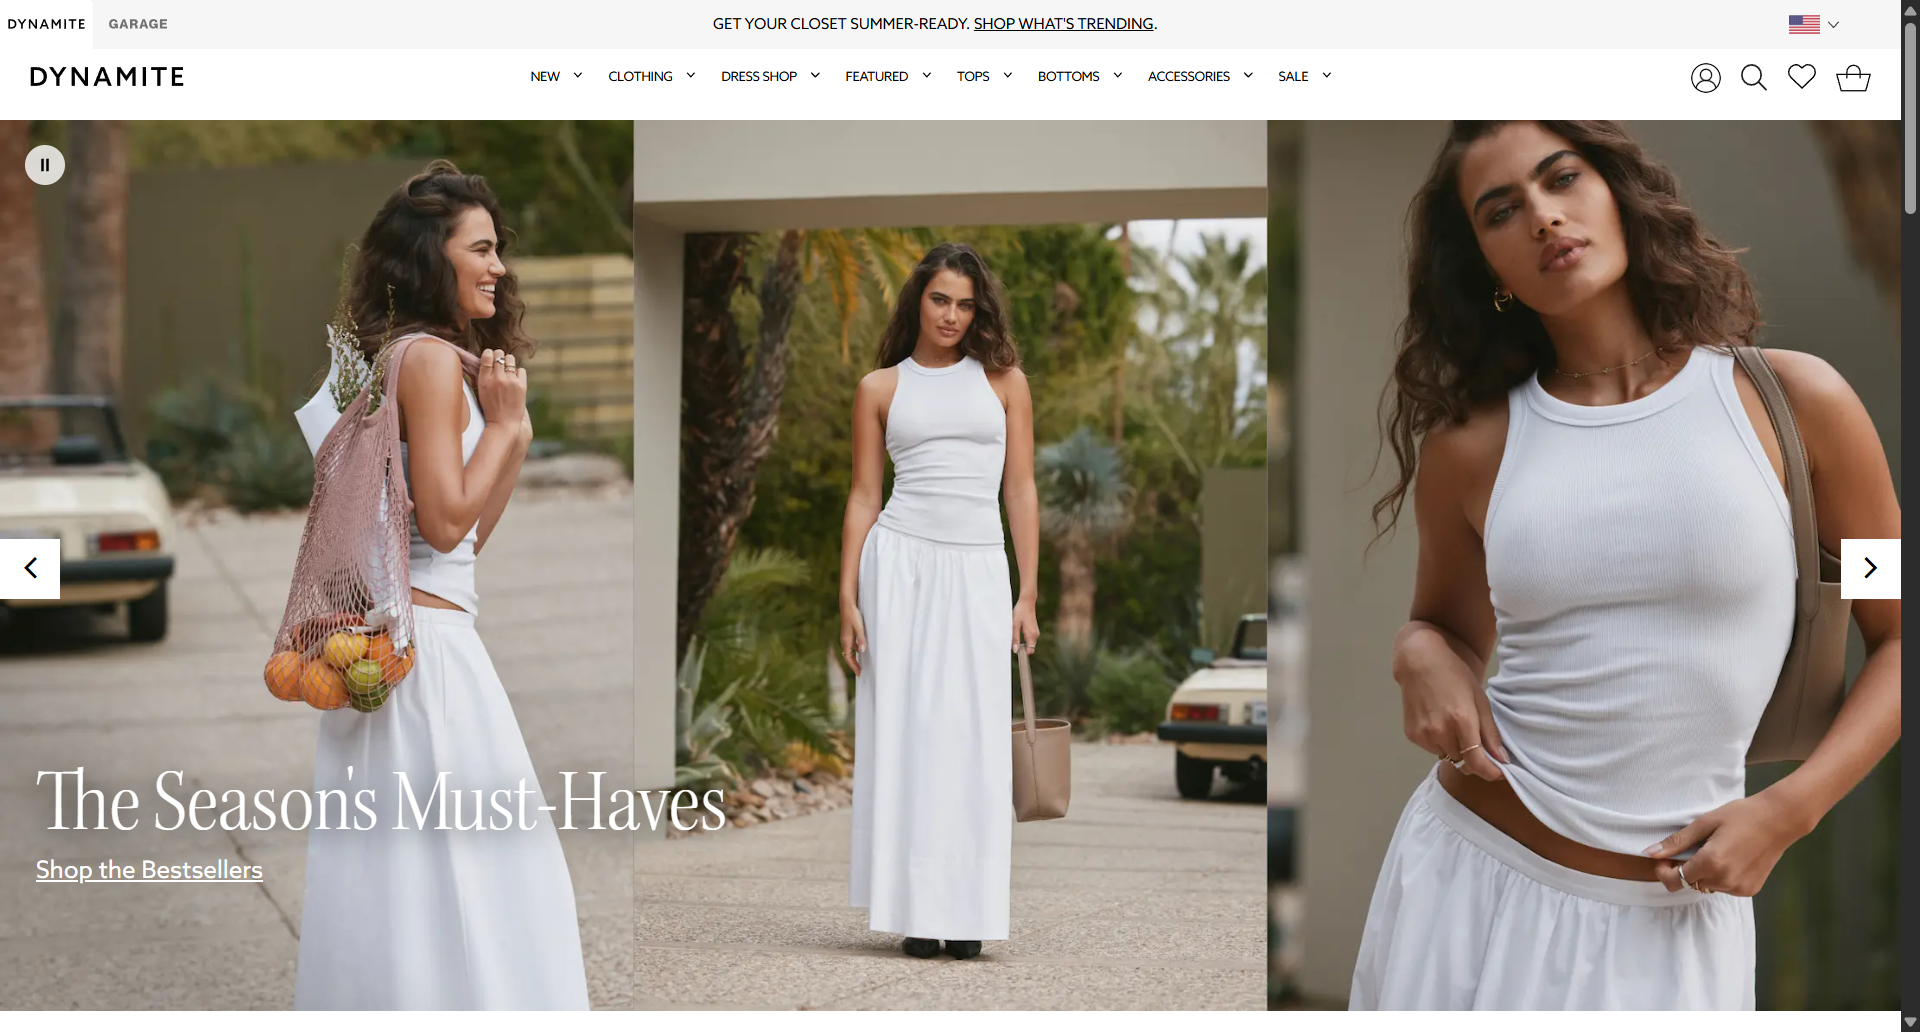 DYNAMITE GARAGE
GET YOUR CLOSET SUMMER-READY. SHOP WHAT'S TRENDING.
DYNAMITE
NEW CLOTHING DRESS SHOP FEATURED TOPS BOTTOMS ACCESSORIES SALE
The Season's Must-Haves
Shop the Bestsellers